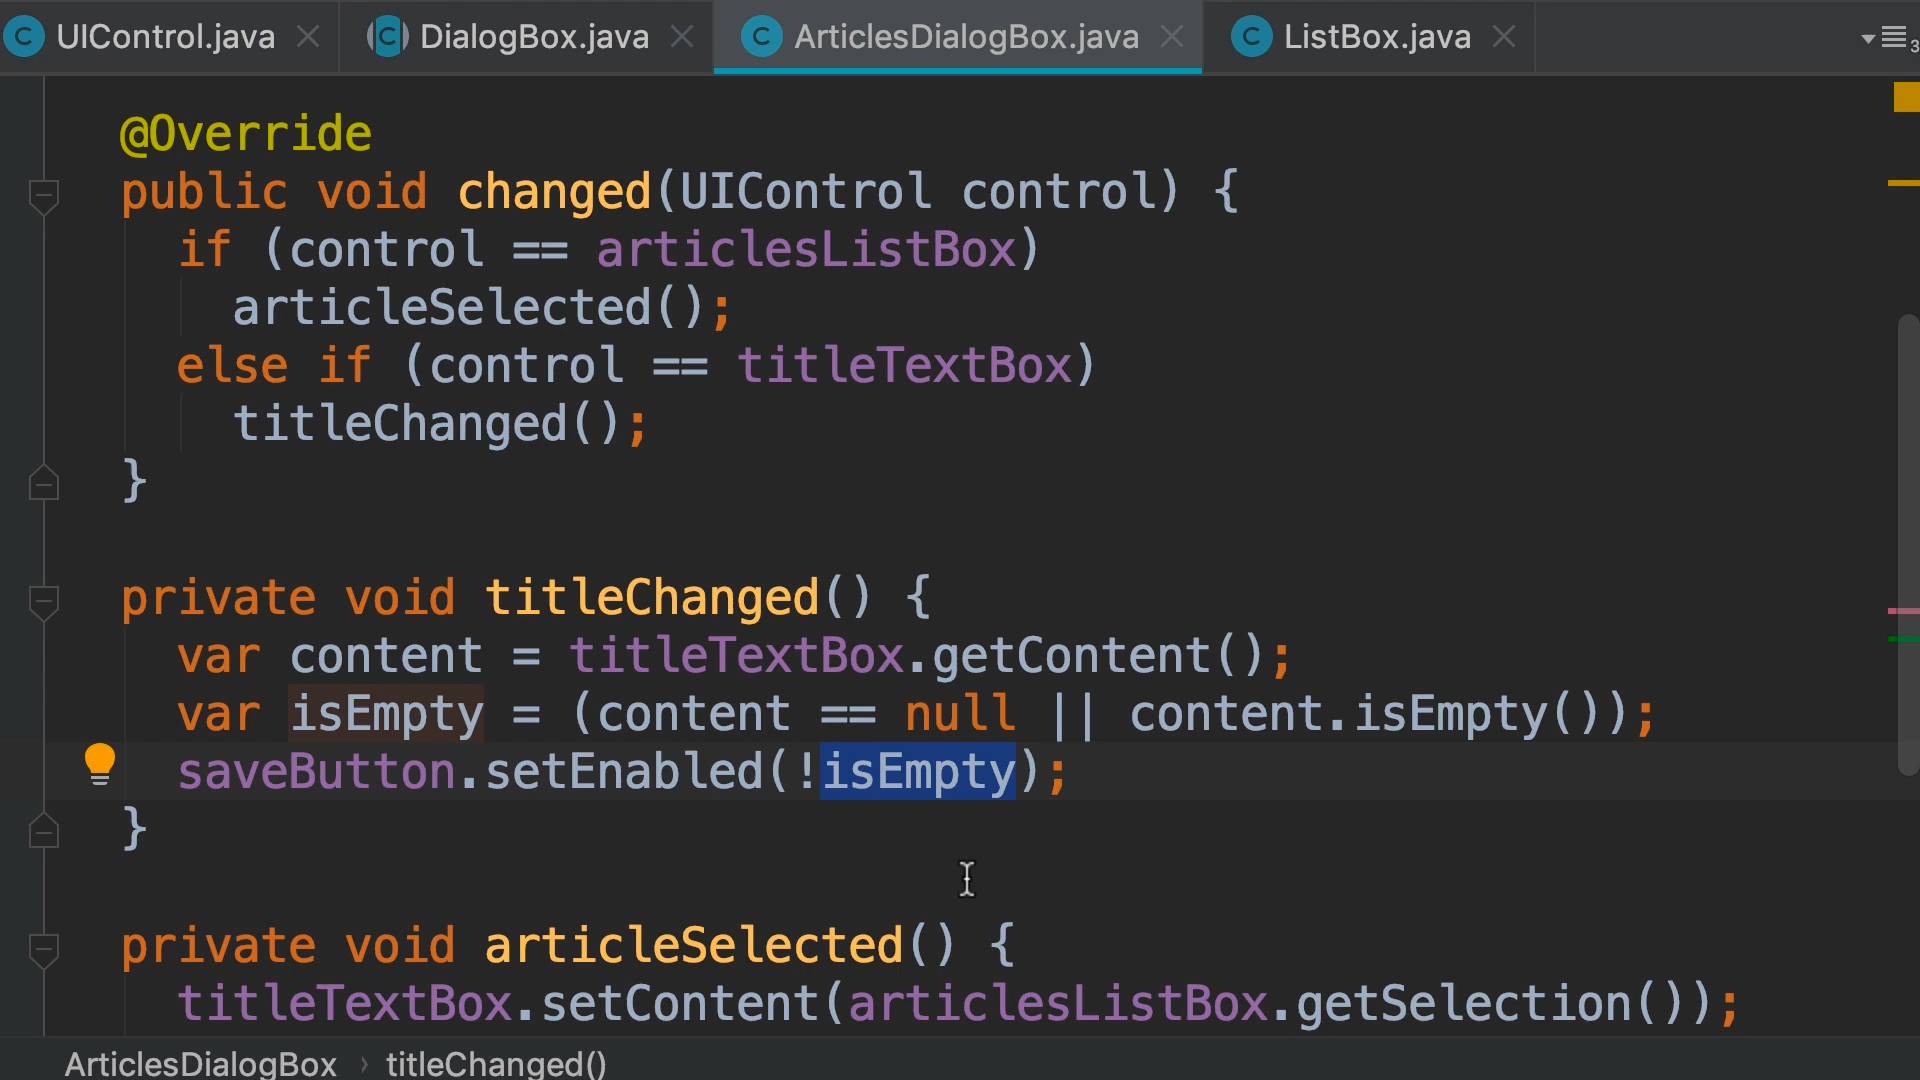 UIControl.java DialogBox.java ArticlesDialogBox.java ListBox.java 3
@Override
public void changed(UIControl control) {
if (control == articlesListBox)
articleSelected();
else if (control == titleTextBox)
titleChanged();
}
private void titleChanged() {
var content = titleTextBox.getContent();
var isEmpty = (content == null || content.isEmpty());
saveButton.setEnabled(!isEmpty);
}
private void articleSelected() {
titleTextBox.setContent(articlesListBox.getSelection());
ArticlesDialogBox › titleChanged()